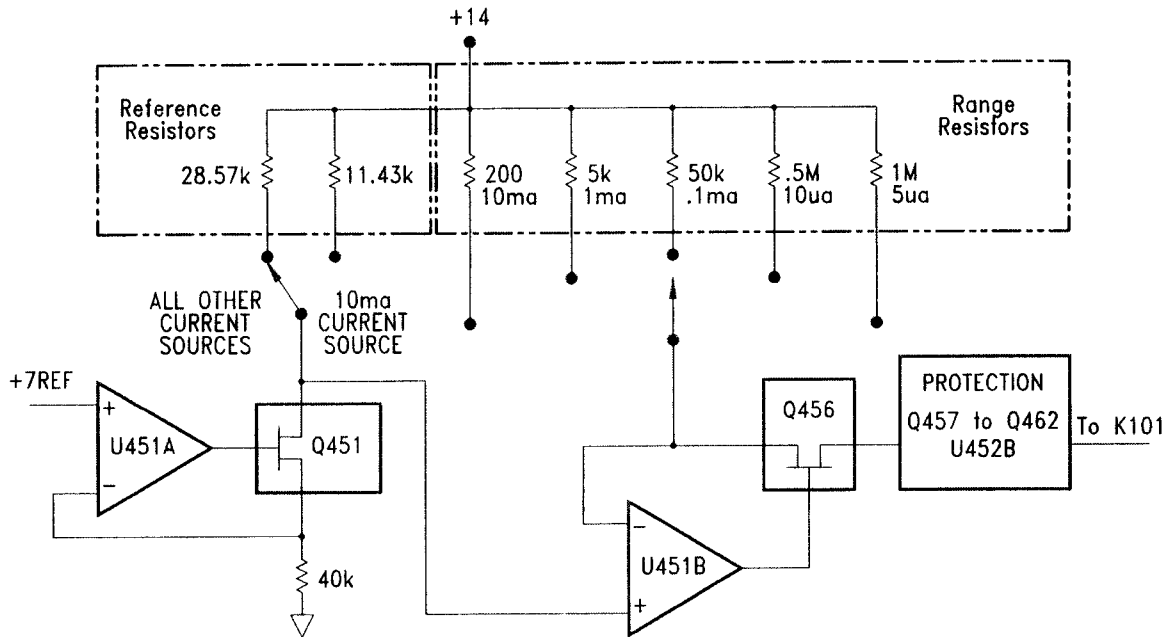 +14
Reference
Resistors
Range
Resistors
28.57k
11.43k
200
10ma
5k
1ma
50k
.1ma
.5M
10ua
1M
5ua
ALL OTHER
CURRENT
SOURCES
10ma
CURRENT
SOURCE
+7REF
+
U451A
-
Q451
40k
Q456
PROTECTION
Q457 to Q462
U452B
To K101
-
U451B
+